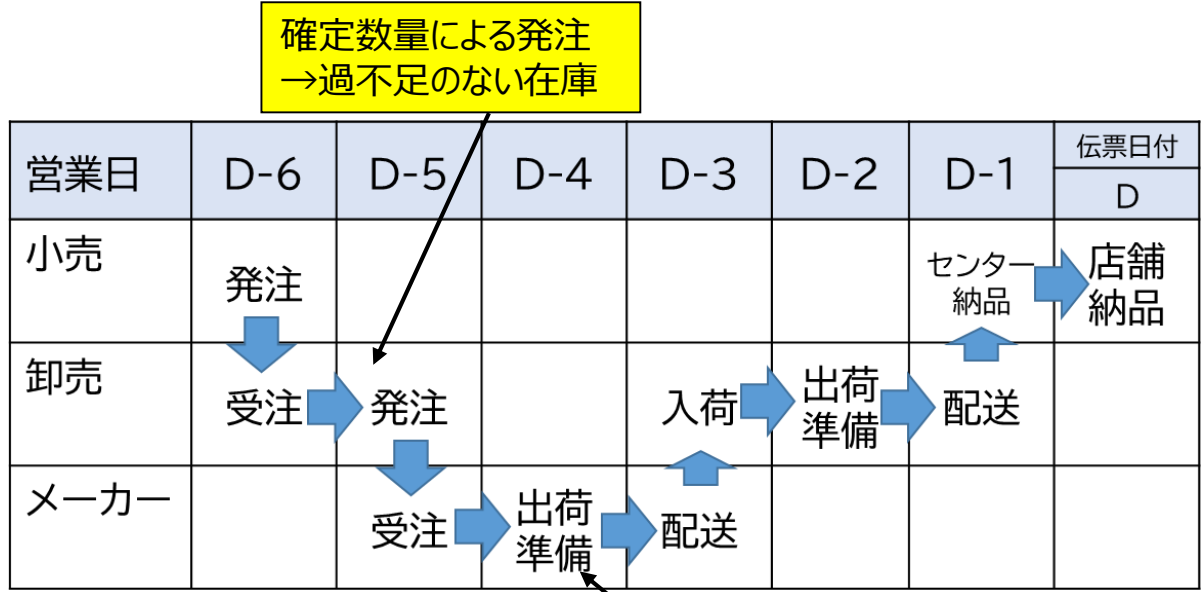 確定数量による発注
→過不足のない在庫
営業日
D-6
D-5
D-4
D-3
D-2
D-1
伝票日付
D
小売
発注
センター
納品
店舗
納品
卸売
受注
発注
入荷
出荷
準備
配送
メーカー
受注
出荷
準備
配送